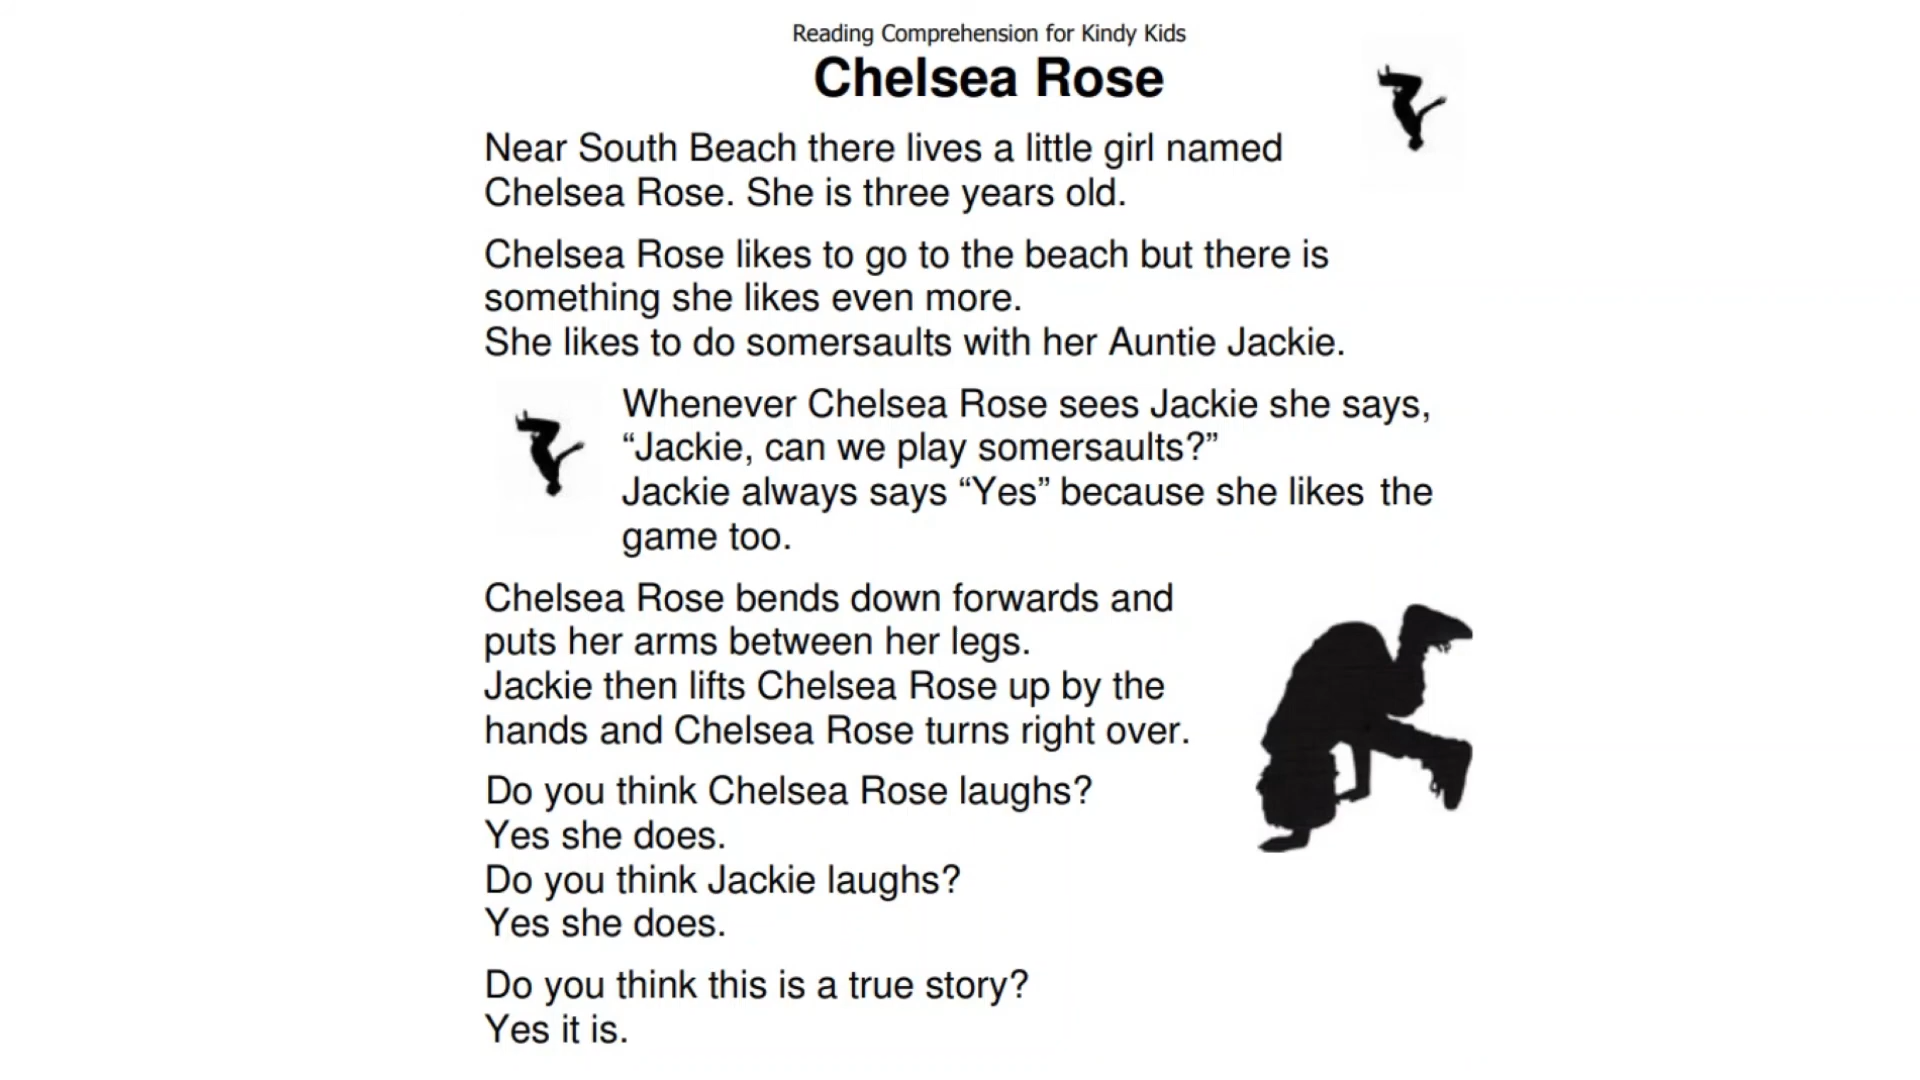 Reading Comprehension for Kindy Kids
Chelsea Rose
Near South Beach there lives a little girl named
Chelsea Rose. She is three years old.
Chelsea Rose likes to go to the beach but there is
something she likes even more.
She likes to do somersaults with her Auntie Jackie.
Whenever Chelsea Rose sees Jackie she says,
“Jackie, can we play somersaults?”
Jackie always says “Yes” because she likes the
game too.
Chelsea Rose bends down forwards and
puts her arms between her legs.
Jackie then lifts Chelsea Rose up by the
hands and Chelsea Rose turns right over.
Do you think Chelsea Rose laughs?
Yes she does.
Do you think Jackie laughs?
Yes she does.
Do you think this is a true story?
Yes it is.